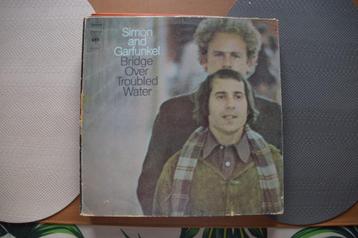 Simon
and
Garfunkel
Bridge
Over
Troubled
Water